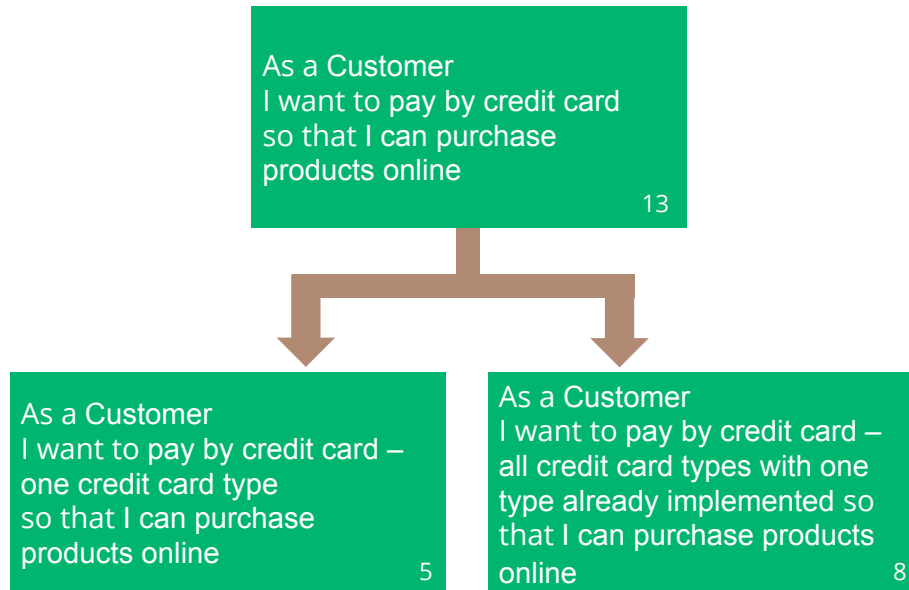 As a Customer
I want to pay by credit card
so that I can purchase
products online
13
As a Customer
I want to pay by credit card –
one credit card type
so that I can purchase
products online
5
As a Customer
I want to pay by credit card –
all credit card types with one
type already implemented so
that I can purchase products
online
8